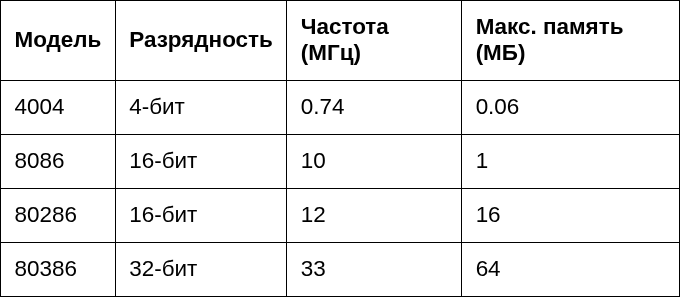 Модель Разрядность Частота (МГц) Макс. память (МБ)
4004 4-бит 0.74 0.06
8086 16-бит 10 1
80286 16-бит 12 16
80386 32-бит 33 64